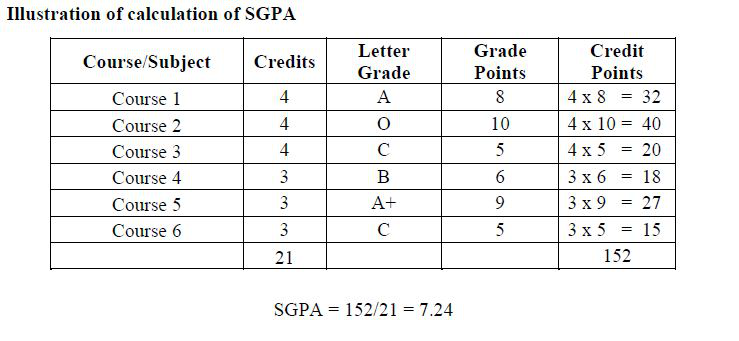 Illustration of calculation of SGPA
Course/Subject Credits Letter Grade Grade Points Credit Points
Course 1 4 A 8 4 x 8 = 32
Course 2 4 O 10 4 x 10 = 40
Course 3 4 C 5 4 x 5 = 20
Course 4 3 B 6 3 x 6 = 18
Course 5 3 A+ 9 3 x 9 = 27
Course 6 3 C 5 3 x 5 = 15
21 152
SGPA = 152/21 = 7.24